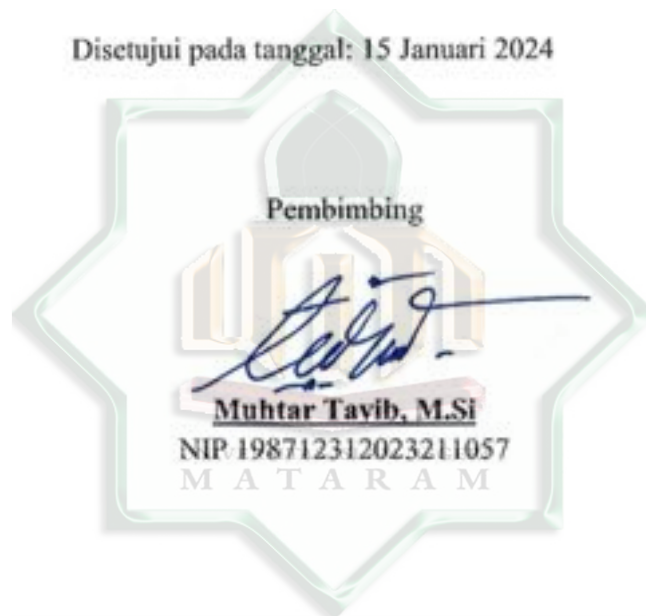 Disetujui pada tanggal: 15 Januari 2024
Pembimbing
Muhtar Tayib, M.Si
NIP 198712312023211057
MATARAM